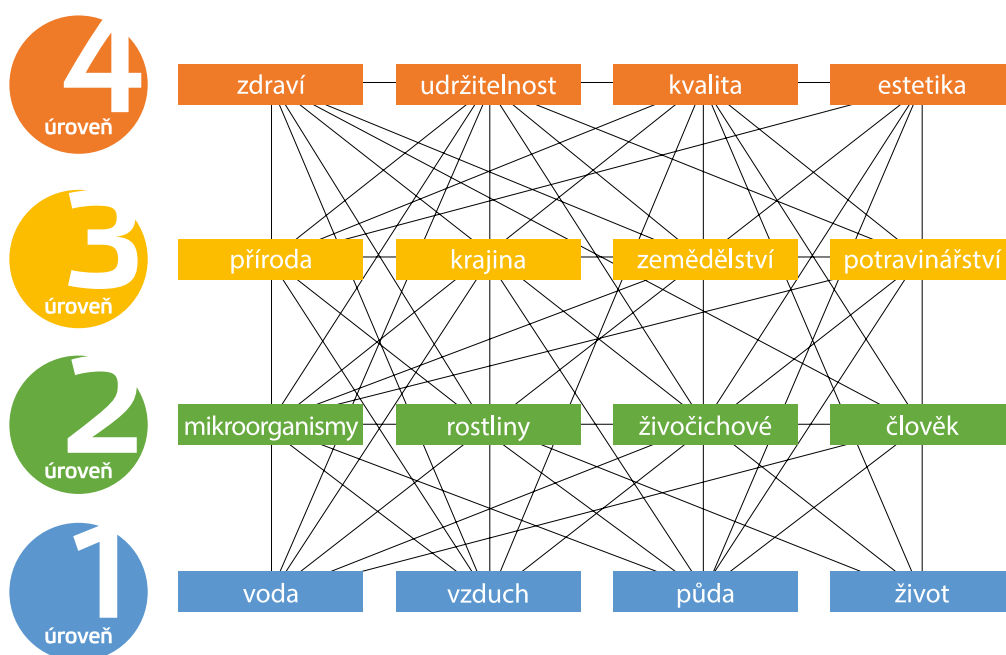 4
úroveň
zdraví
udržitelnost
kvalita
estetika
3
úroveň
příroda
krajina
zemědělství
potravinářství
2
úroveň
mikroorganismy
rostliny
živočichové
člověk
1
úroveň
voda
vzduch
půda
život